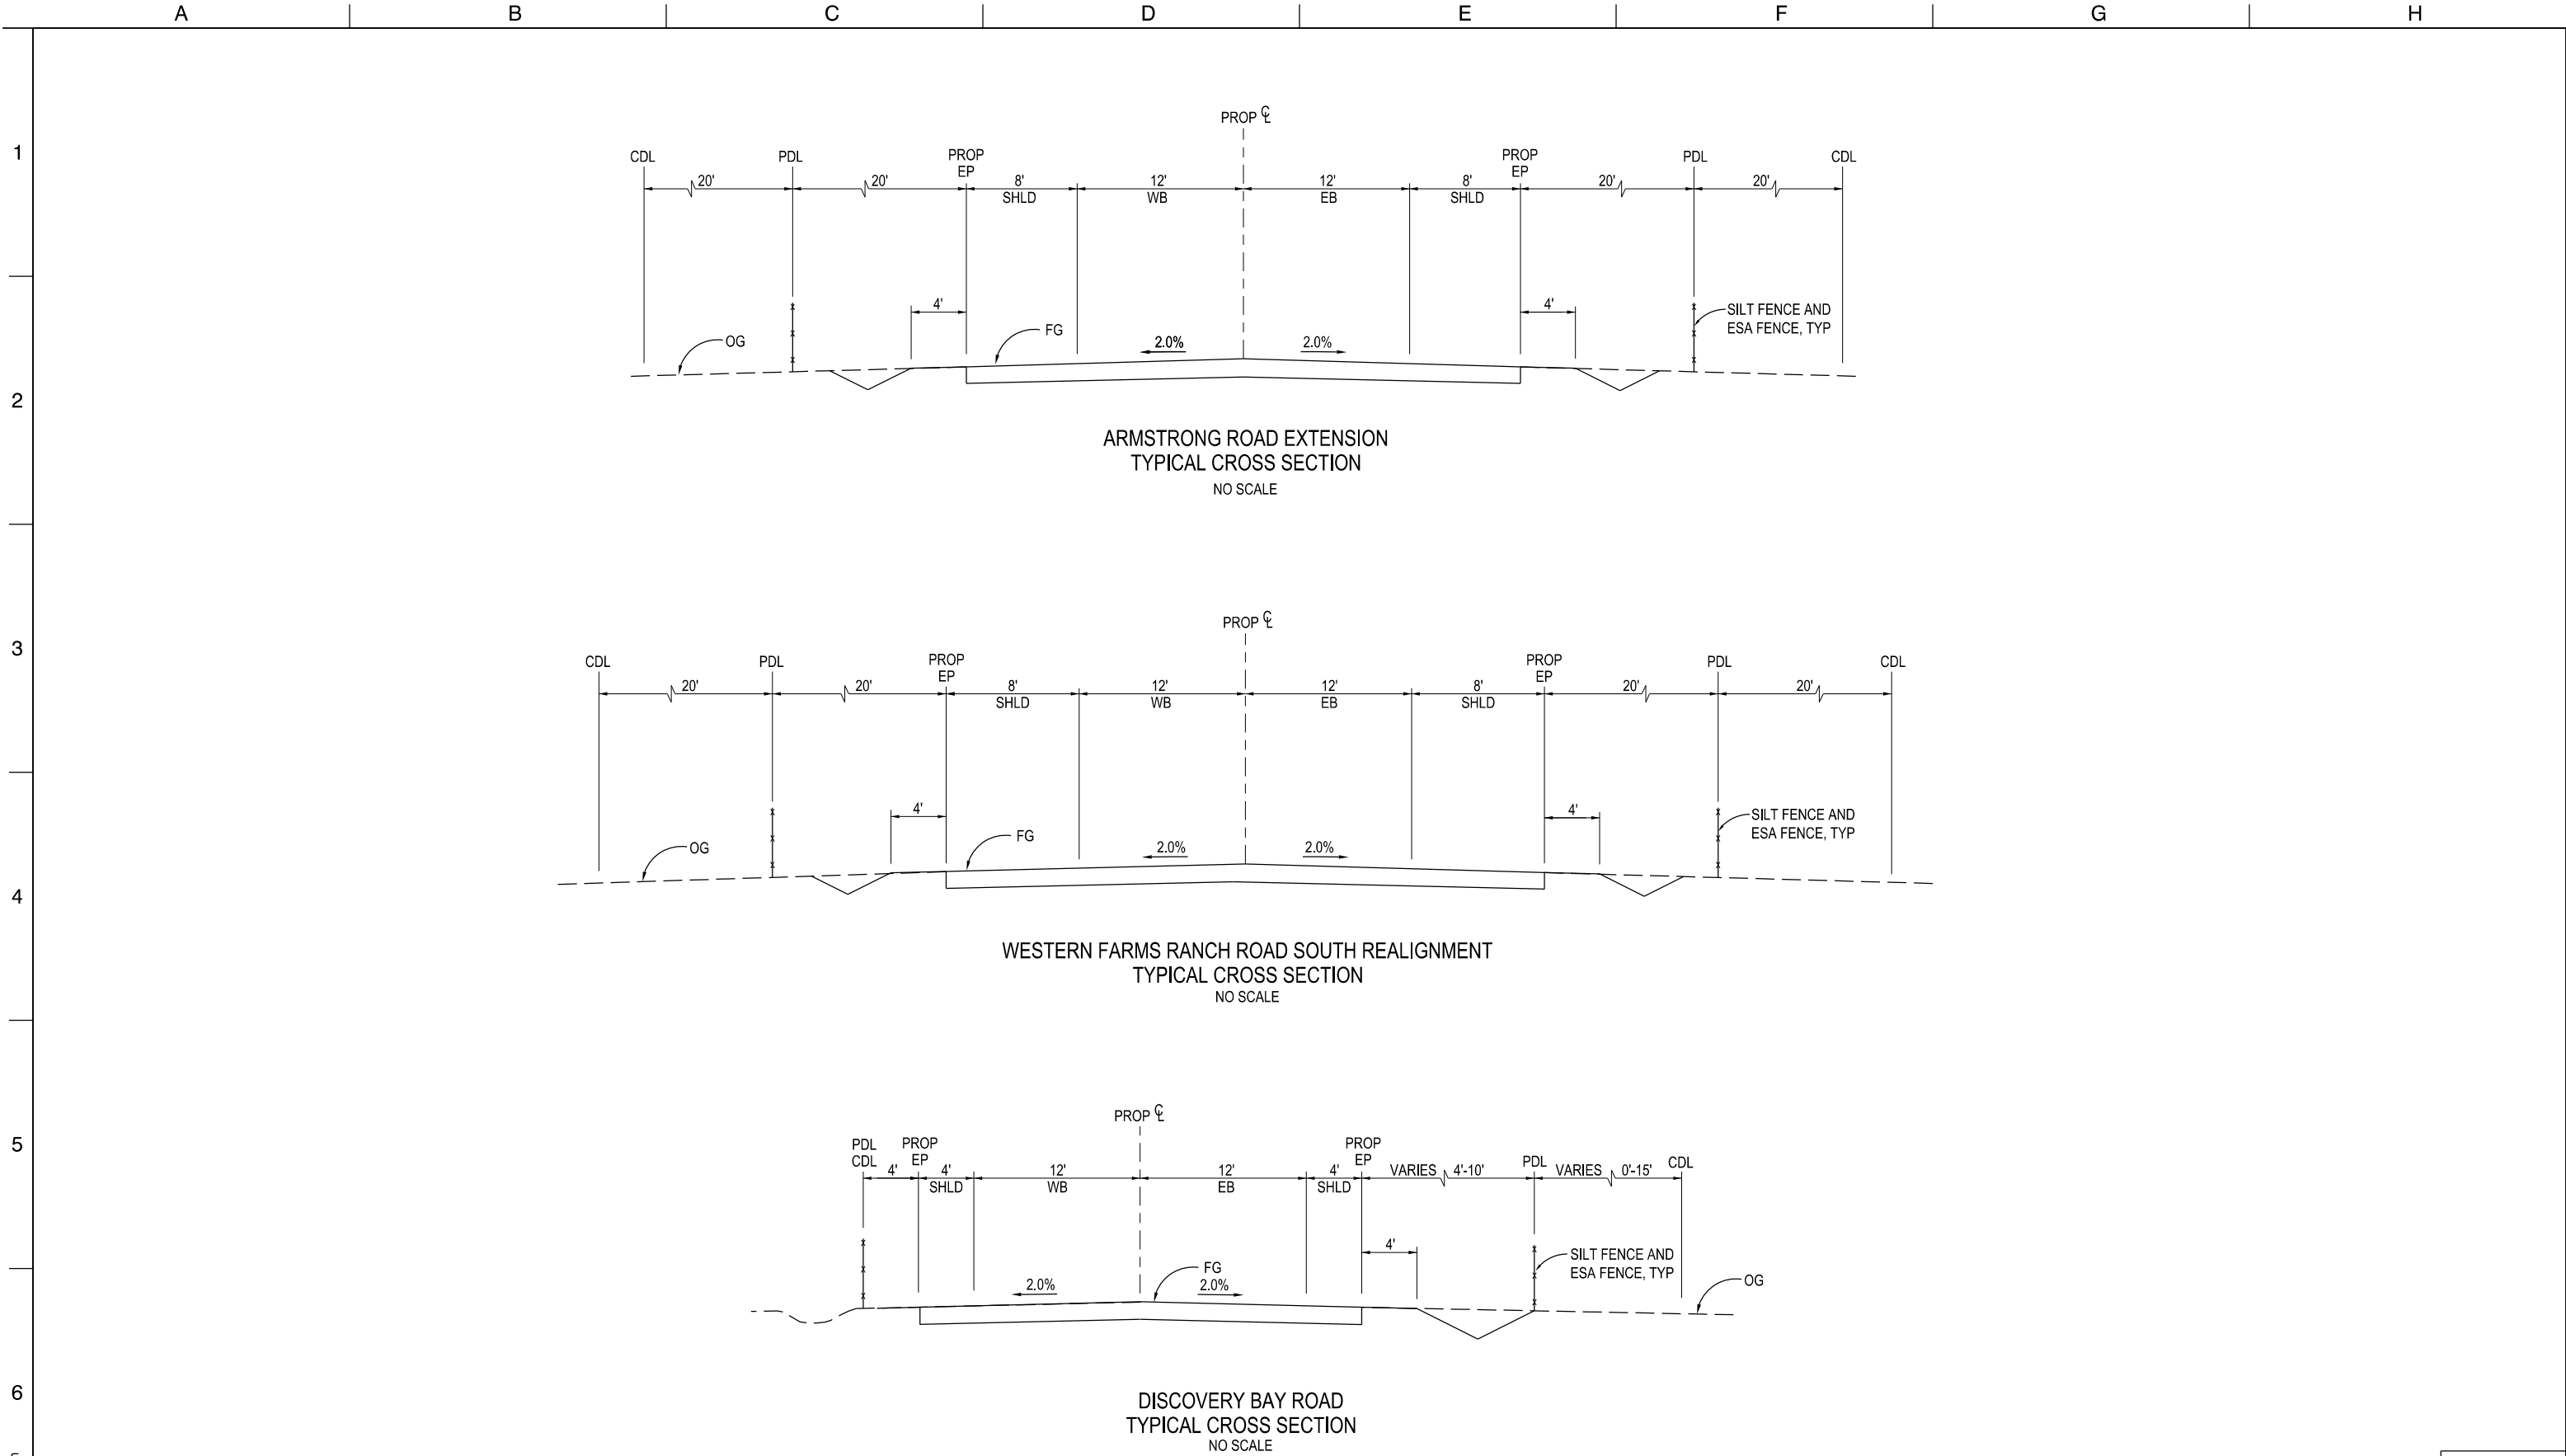 A B C D E F G H
1
PROP ℄
CDL PDL PROP EP PROP EP PDL CDL
20' 20' 8' SHLD 12' WB 12' EB 8' SHLD 20' 20'
4' 4'
OG FG 2.0% 2.0%
SILT FENCE AND
ESA FENCE, TYP
2
ARMSTRONG ROAD EXTENSION
TYPICAL CROSS SECTION
NO SCALE
3
PROP ℄
CDL PDL PROP EP PROP EP PDL CDL
20' 20' 8' SHLD 12' WB 12' EB 8' SHLD 20' 20'
4' 4'
OG FG 2.0% 2.0%
SILT FENCE AND
ESA FENCE, TYP
4
WESTERN FARMS RANCH ROAD SOUTH REALIGNMENT
TYPICAL CROSS SECTION
NO SCALE
5
PROP ℄
PDL CDL PROP EP PROP EP PDL CDL
4' 4' SHLD 12' WB 12' EB 4' SHLD VARIES 4'-10' VARIES 0'-15'
4'
2.0% FG 2.0%
SILT FENCE AND
ESA FENCE, TYP
OG
6
DISCOVERY BAY ROAD
TYPICAL CROSS SECTION
NO SCALE